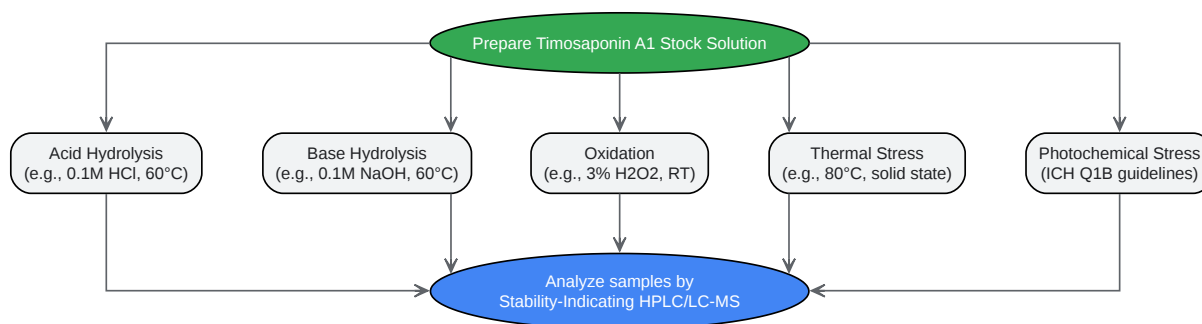 Prepare Timosaponin A1 Stock Solution
Acid Hydrolysis
(e.g., 0.1M HCl, 60°C)
Base Hydrolysis
(e.g., 0.1M NaOH, 60°C)
Oxidation
(e.g., 3% H2O2, RT)
Thermal Stress
(e.g., 80°C, solid state)
Photochemical Stress
(ICH Q1B guidelines)
Analyze samples by
Stability-Indicating HPLC/LC-MS